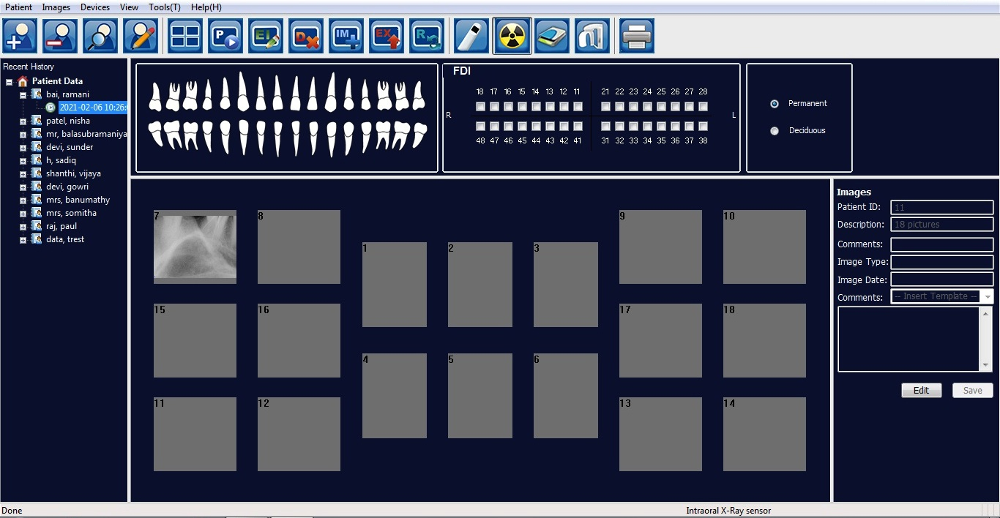 Patient Images Devices View Tools(T) Help(H)
P EI D IM EX R
Recent History
Patient Data
bai, ramani
2021-02-06 10:26:
patel, nisha
mr, balasubramaniya
devi, sunder
h, sadiq
shanthi, vijaya
devi, gowri
mrs, banumathy
mrs, somitha
raj, paul
data, trest
FDI
18 17 16 15 14 13 12 11 21 22 23 24 25 26 27 28
R L
48 47 46 45 44 43 42 41 31 32 33 34 35 36 37 38
Permanent
Deciduous
7 8 9 10
1 2 3
15 16 17 18
4 5 6
11 12 13 14
Images
Patient ID: 11
Description: 18 pictures
Comments:
Image Type:
Image Date:
Comments: -- Insert Template --
Edit Save
Done Intraoral X-Ray sensor